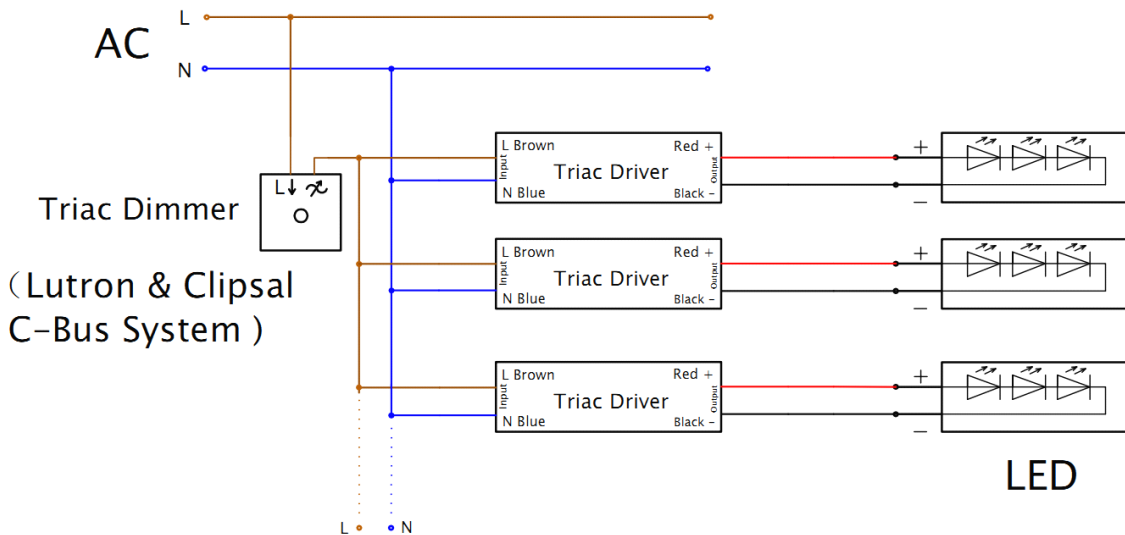 L
AC
N
L Brown
Red +
Input
Triac Driver
Output
N Blue
Black -
+
−
L
Triac Dimmer
（Lutron & Clipsal
C-Bus System )
L Brown
Red +
Input
Triac Driver
Output
N Blue
Black -
+
−
L Brown
Red +
Input
Triac Driver
Output
N Blue
Black -
+
−
LED
L
N